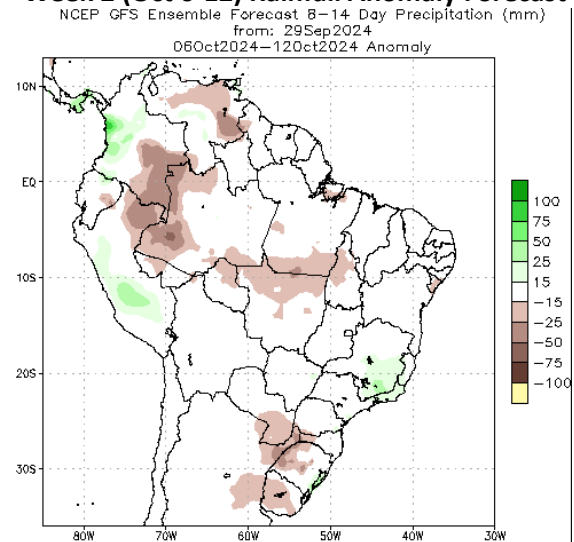 NCEP GFS Ensemble Forecast 8–14 Day Precipitation (mm)
from: 29Sep2024
06Oct2024–12Oct2024 Anomaly
10N
EQ
10S
20S
30S
80W
70W
60W
50W
40W
30W
100
75
50
25
15
-15
-25
-50
-75
-100